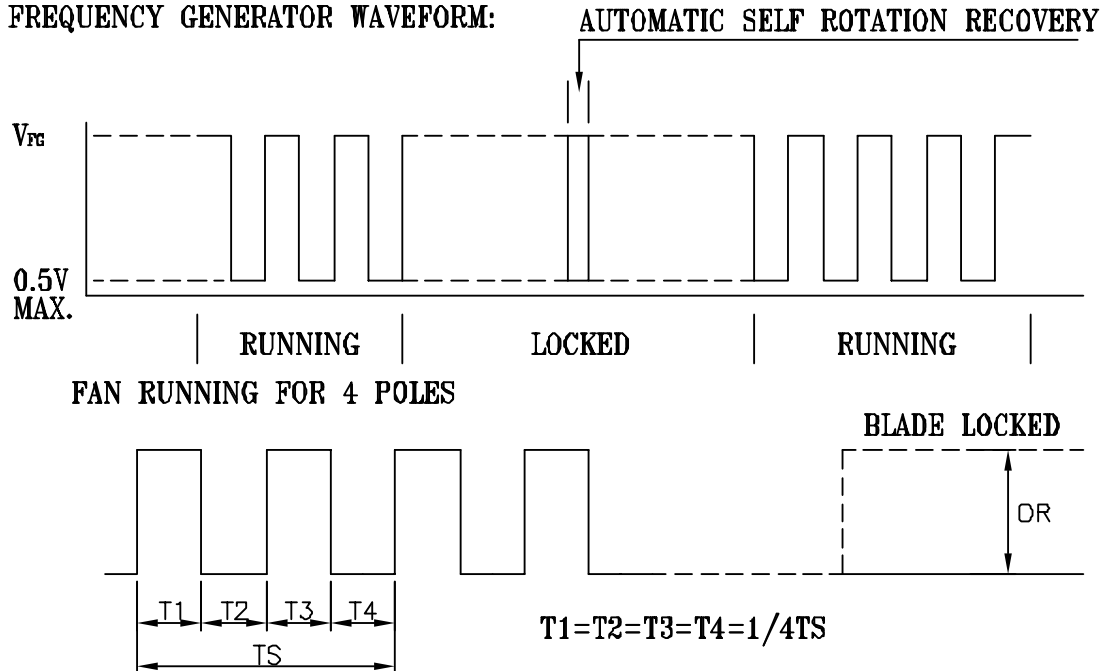 FREQUENCY GENERATOR WAVEFORM:
AUTOMATIC SELF ROTATION RECOVERY
VFG
0.5V
MAX.
RUNNING
LOCKED
RUNNING
FAN RUNNING FOR 4 POLES
BLADE LOCKED
OR
T1 T2 T3 T4
TS
T1=T2=T3=T4=1/4TS